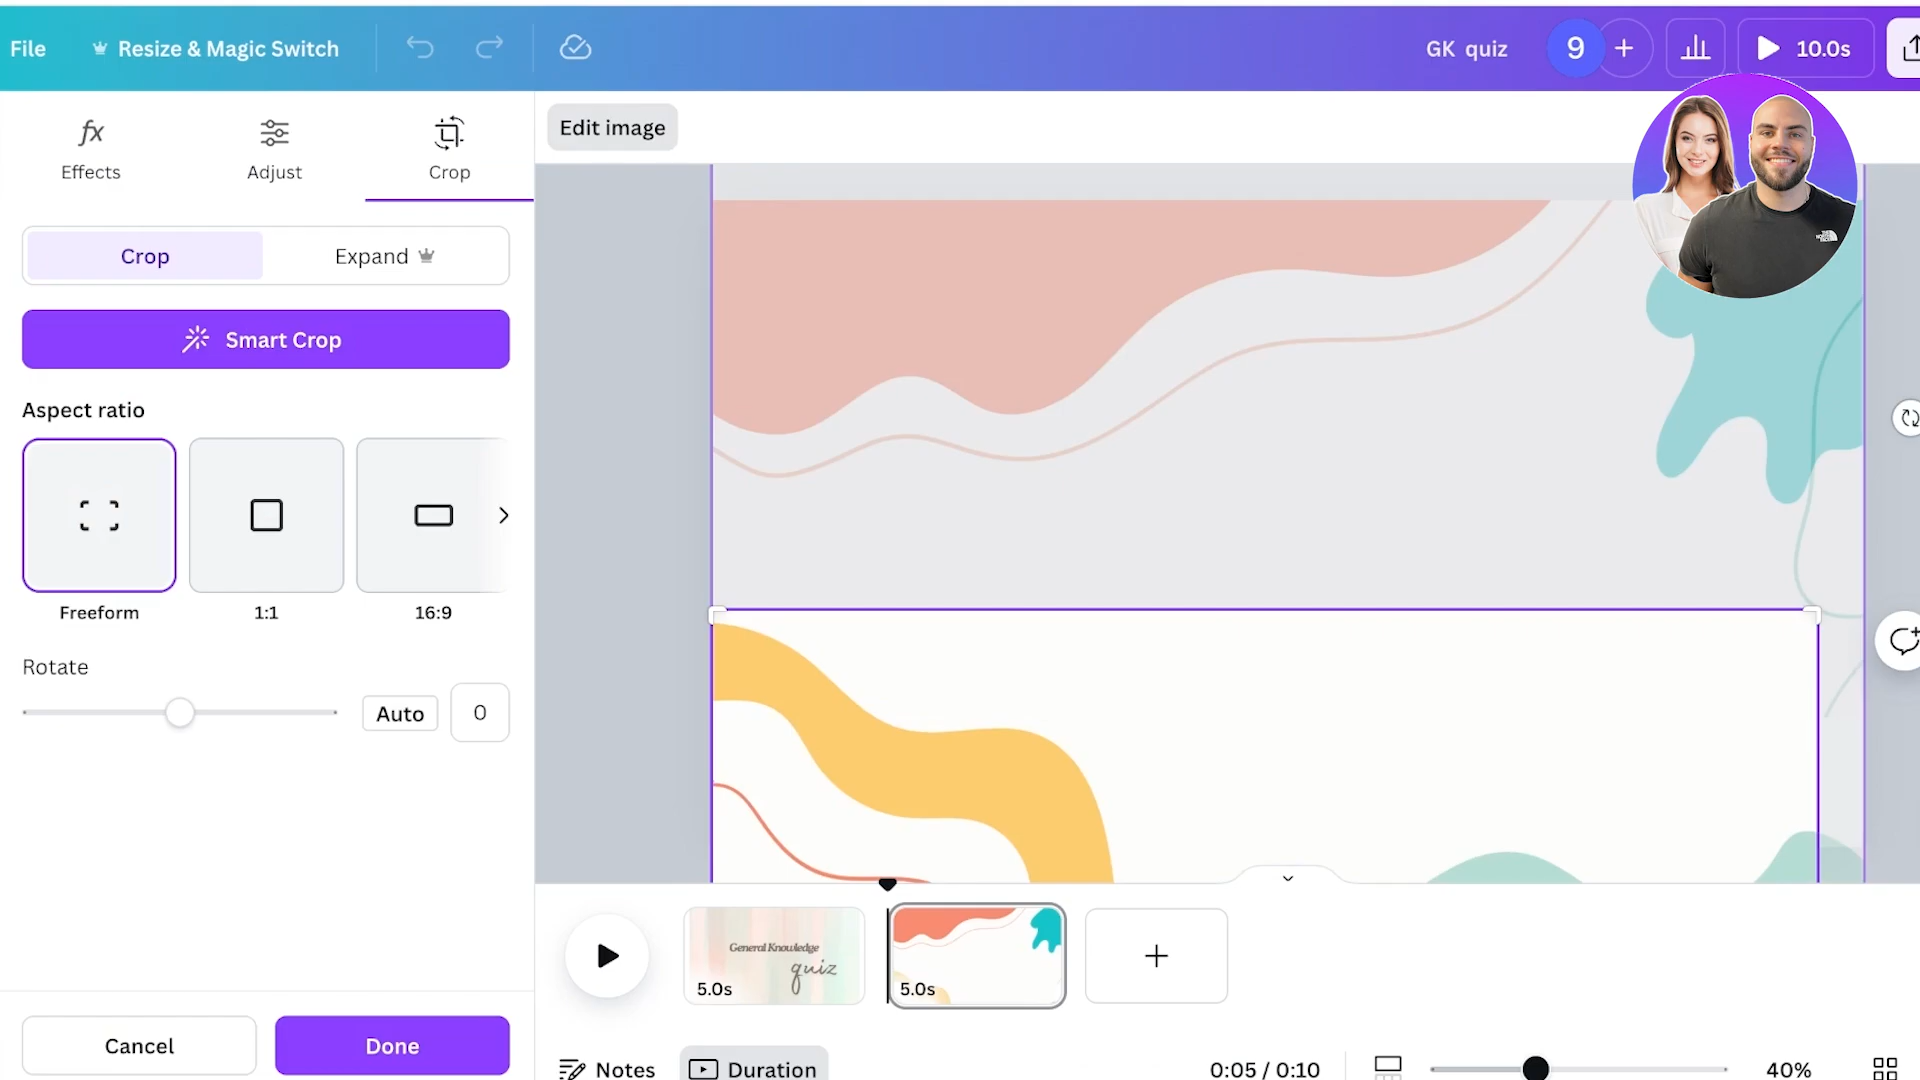 File
Resize & Magic Switch
GK quiz
9
10.0s
Effects
Adjust
Crop
Edit image
Crop
Expand
Smart Crop
Aspect ratio
Freeform
1:1
16:9
Rotate
Auto
0
Cancel
Done
General Knowledge
quiz
5.0s
5.0s
Notes
Duration
0:05 / 0:10
40%